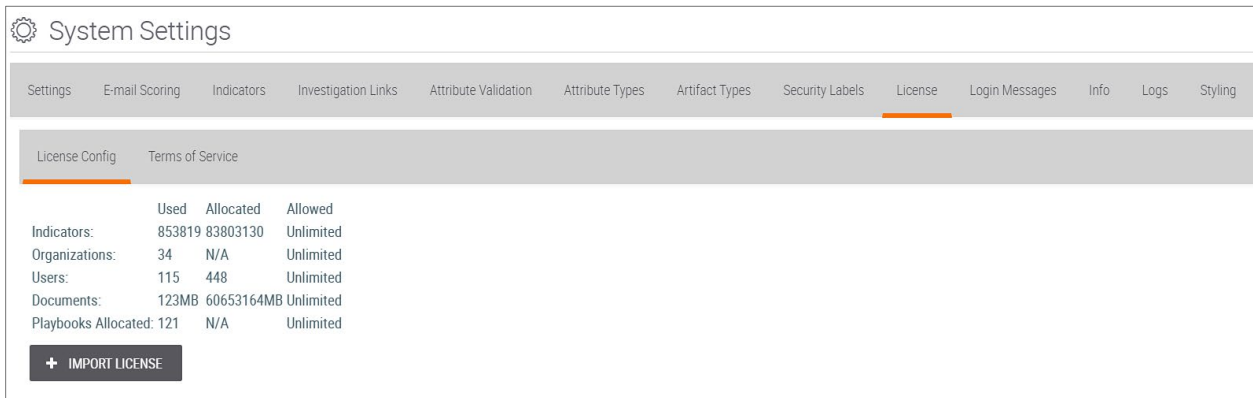 System Settings
Settings E-mail Scoring Indicators Investigation Links Attribute Validation Attribute Types Artifact Types Security Labels License Login Messages Info Logs Styling
License Config Terms of Service
Used Allocated Allowed
Indicators: 853819 83803130 Unlimited
Organizations: 34 N/A Unlimited
Users: 115 448 Unlimited
Documents: 123MB 60653164MB Unlimited
Playbooks Allocated: 121 N/A Unlimited
+ IMPORT LICENSE